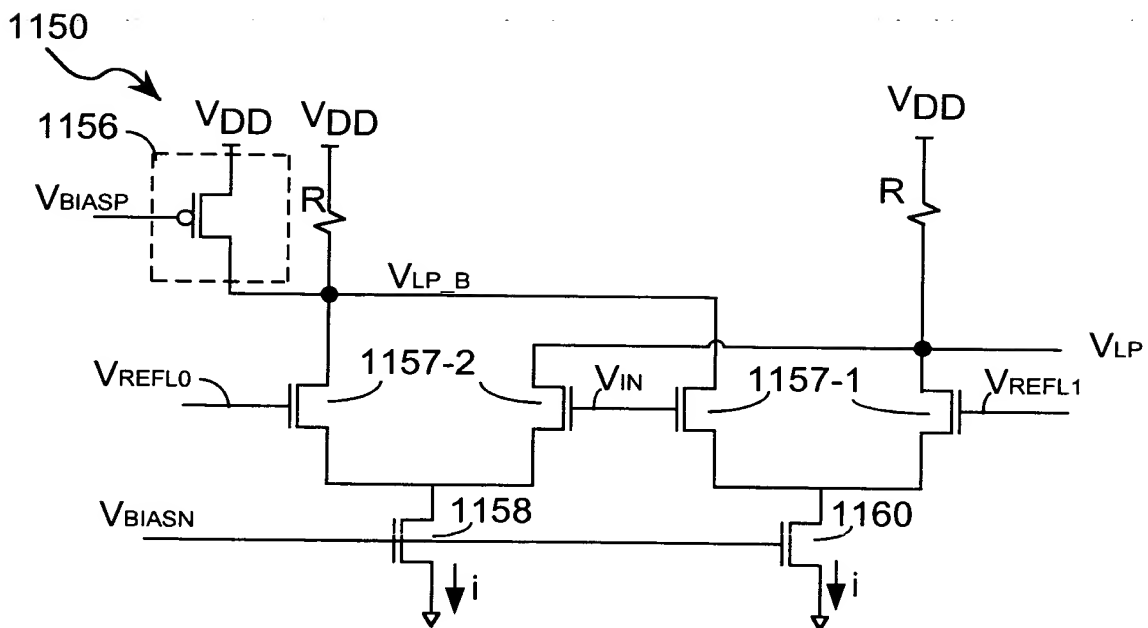 1150
1156
VDD VDD
VDD
VBIASP
R
R
VLP_B
VLP
VREFL0
1157-2
VIN
1157-1
VREFL1
VBIASN
1158
1160
i
i